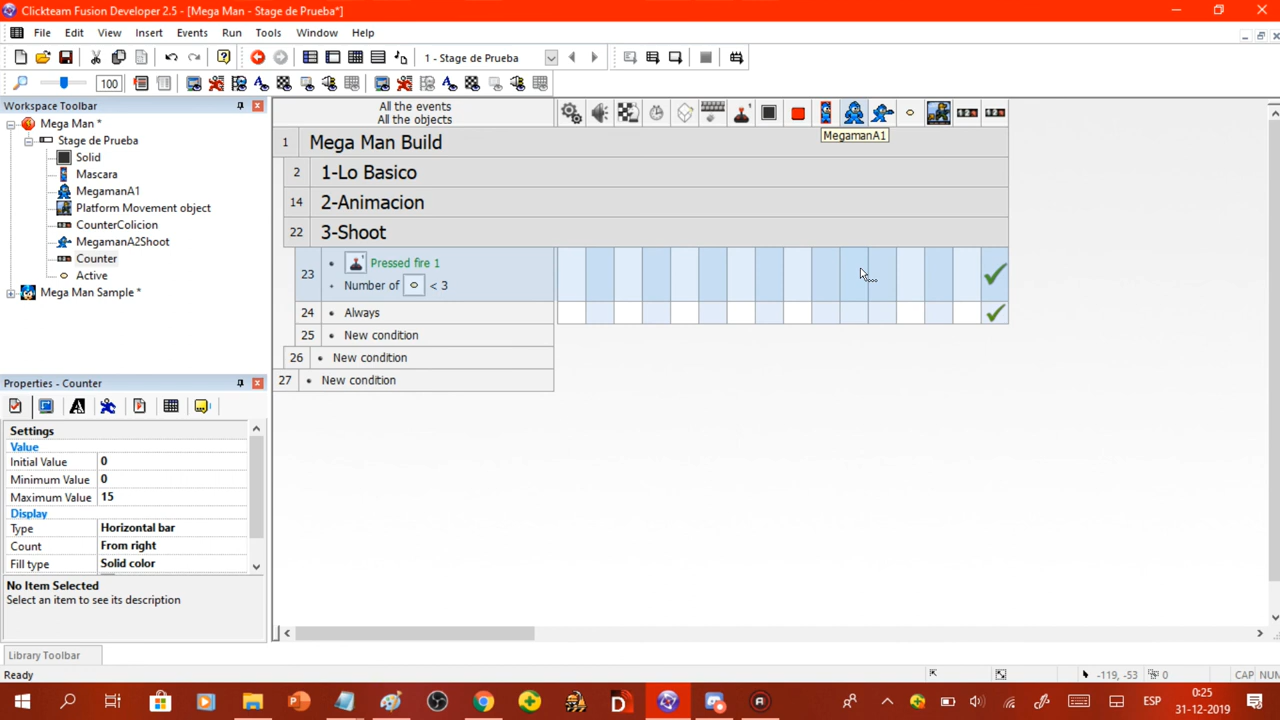 Clickteam Fusion Developer 2.5 - [Mega Man - Stage de Prueba*]
File Edit View Insert Events Run Tools Window Help
1 - Stage de Prueba
100
Workspace Toolbar
Mega Man *
Stage de Prueba
Solid
Mascara
MegamanA1
Platform Movement object
CounterColicion
MegamanA2Shoot
Counter
Active
Mega Man Sample *
All the events
All the objects
MegamanA1
1 Mega Man Build
2 1-Lo Basico
14 2-Animacion
22 3-Shoot
23 • Pressed fire 1
• Number of < 3
24 • Always
25 • New condition
26 • New condition
27 • New condition
Properties - Counter
Settings
Value
Initial Value 0
Minimum Value 0
Maximum Value 15
Display
Type Horizontal bar
Count From right
Fill type Solid color
No Item Selected
Select an item to see its description
Library Toolbar
Ready
-119, -53
0
CAP NUM
ESP
0:25
31-12-2019